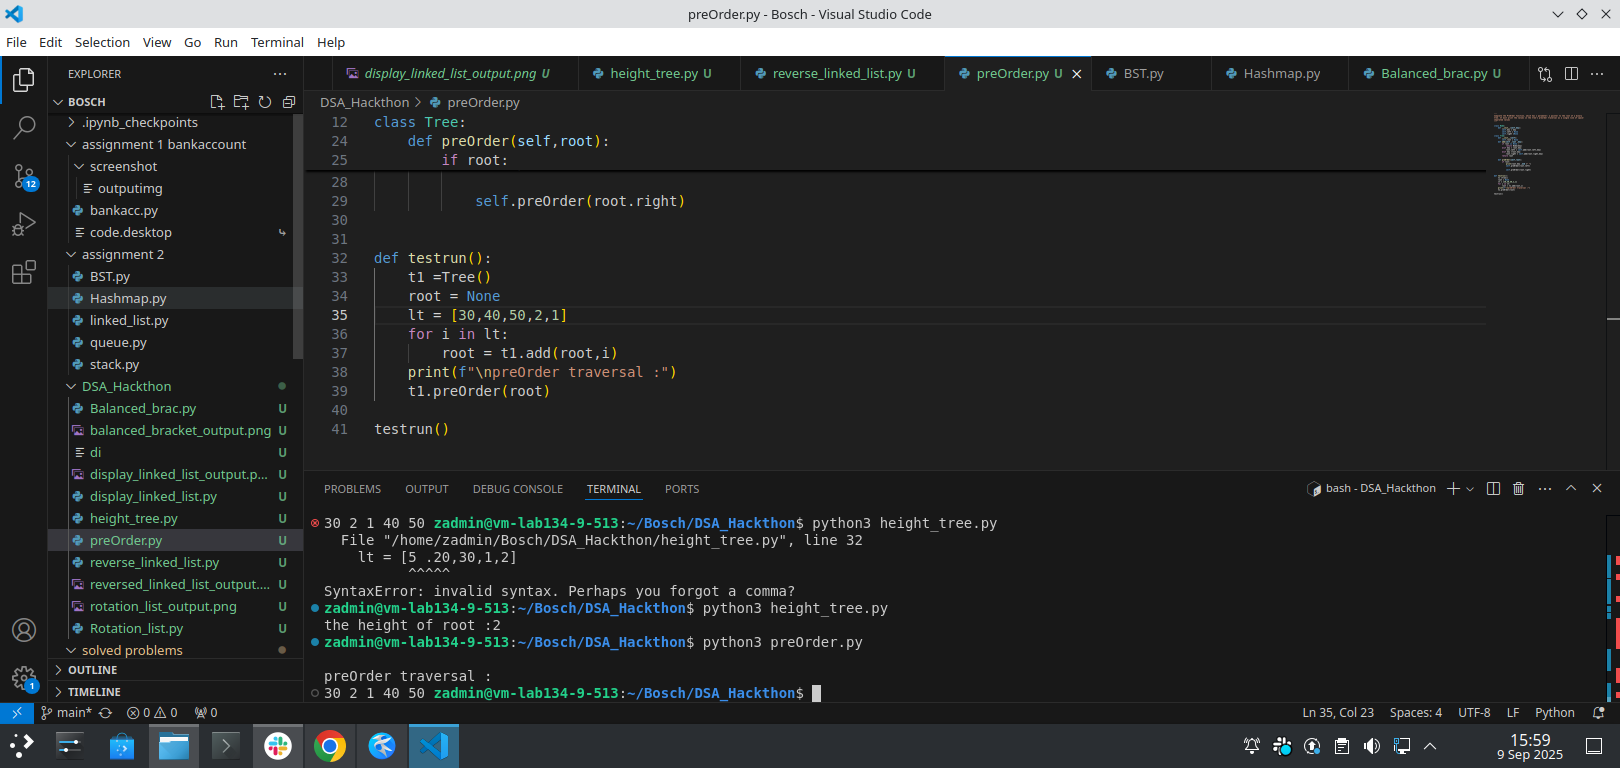 preOrder.py - Bosch - Visual Studio Code
File Edit Selection View Go Run Terminal Help
EXPLORER
BOSCH
.ipynb_checkpoints
assignment 1 bankaccount
screenshot
outputimg
bankacc.py
code.desktop
assignment 2
BST.py
Hashmap.py
linked_list.py
queue.py
stack.py
DSA_Hackthon
Balanced_brac.py U
balanced_bracket_output.png U
di U
display_linked_list_output.p... U
display_linked_list.py U
height_tree.py U
preOrder.py U
reverse_linked_list.py U
reversed_linked_list_output.... U
rotation_list_output.png U
Rotation_list.py U
solved problems
OUTLINE
TIMELINE
12
1
display_linked_list_output.png U height_tree.py U reverse_linked_list.py U preOrder.py U BST.py Hashmap.py Balanced_brac.py U
DSA_Hackthon > preOrder.py
12 class Tree:
24 def preOrder(self,root):
25 if root:
28
29 self.preOrder(root.right)
30
31
32 def testrun():
33 t1 =Tree()
34 root = None
35 lt = [30,40,50,2,1]
36 for i in lt:
37 root = t1.add(root,i)
38 print(f"\npreOrder traversal :")
39 t1.preOrder(root)
40
41 testrun()
PROBLEMS OUTPUT DEBUG CONSOLE TERMINAL PORTS
bash - DSA_Hackthon
30 2 1 40 50 zadmin@vm-lab134-9-513:~/Bosch/DSA_Hackthon$ python3 height_tree.py
File "/home/zadmin/Bosch/DSA_Hackthon/height_tree.py", line 32
lt = [5 .20,30,1,2]
^^^^^
SyntaxError: invalid syntax. Perhaps you forgot a comma?
zadmin@vm-lab134-9-513:~/Bosch/DSA_Hackthon$ python3 height_tree.py
the height of root :2
zadmin@vm-lab134-9-513:~/Bosch/DSA_Hackthon$ python3 preOrder.py
preOrder traversal :
30 2 1 40 50 zadmin@vm-lab134-9-513:~/Bosch/DSA_Hackthon$
main* 0 0 0
Ln 35, Col 23 Spaces: 4 UTF-8 LF Python
15:59
9 Sep 2025